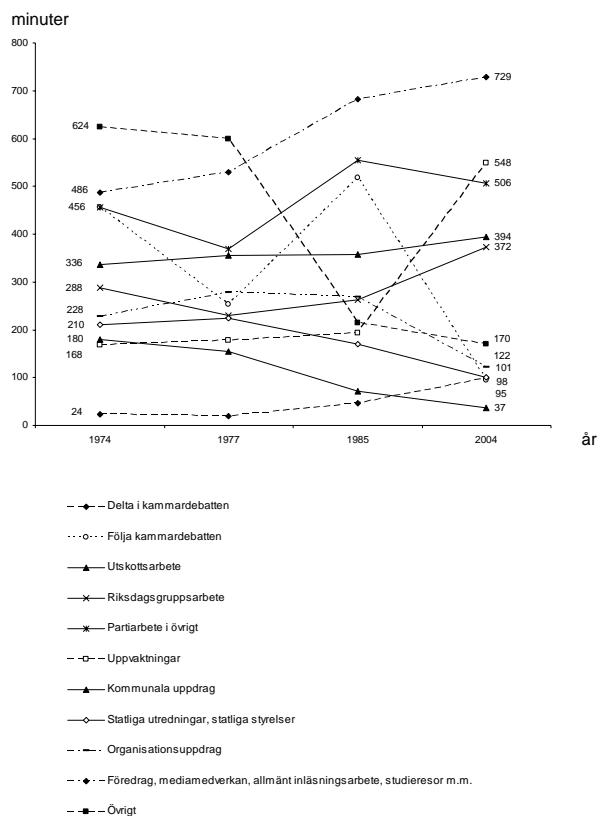 minuter
800
700
600
500
400
300
200
100
0
624
486
456
336
288
228
210
180
168
24
729
548
506
394
372
170
122
101
98
95
37
1974 1977 1985 2004
år
Delta i kammardebatten
Följa kammardebatten
Utskottsarbete
Riksdagsgruppsarbete
Partiarbete i övrigt
Uppvaktningar
Kommunala uppdrag
Statliga utredningar, statliga styrelser
Organisationsuppdrag
Föredrag, mediamedverkan, allmänt inläsningsarbete, studieresor m.m.
Övrigt